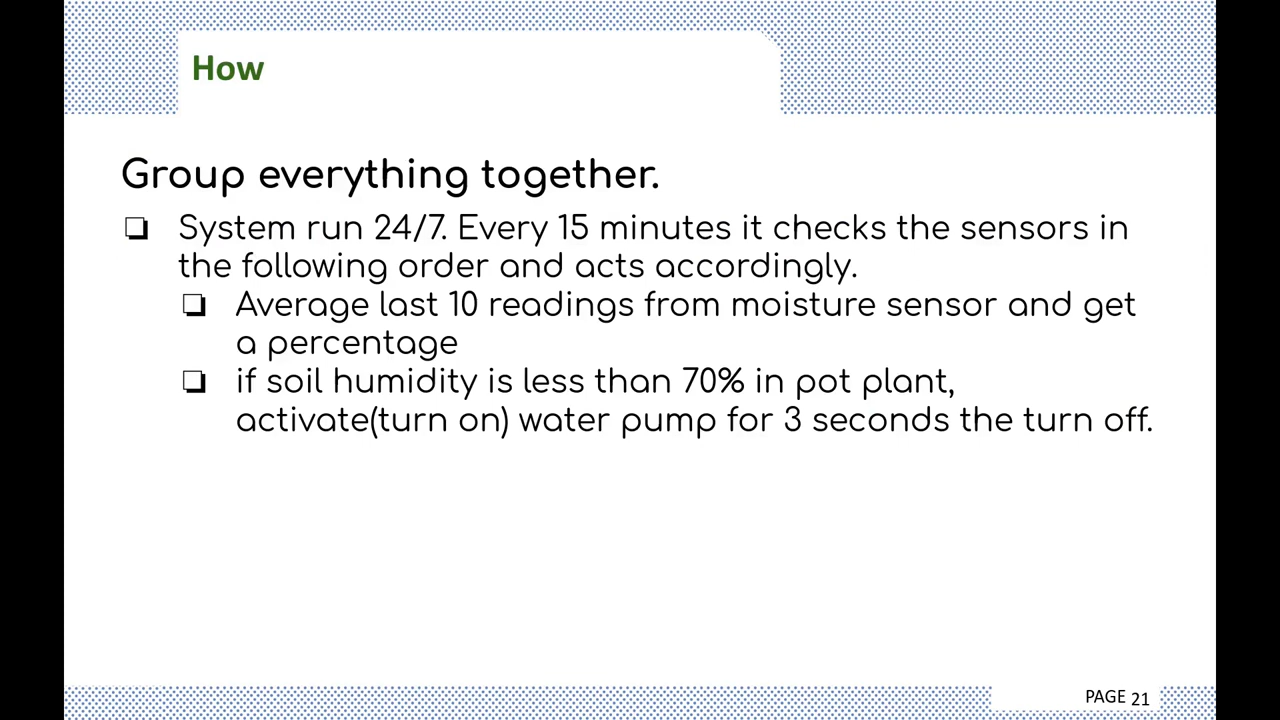 How
Group everything together.
❏ System run 24/7. Every 15 minutes it checks the sensors in
the following order and acts accordingly.
❏ Average last 10 readings from moisture sensor and get
a percentage
❏ if soil humidity is less than 70% in pot plant,
activate(turn on) water pump for 3 seconds the turn off.
PAGE 21